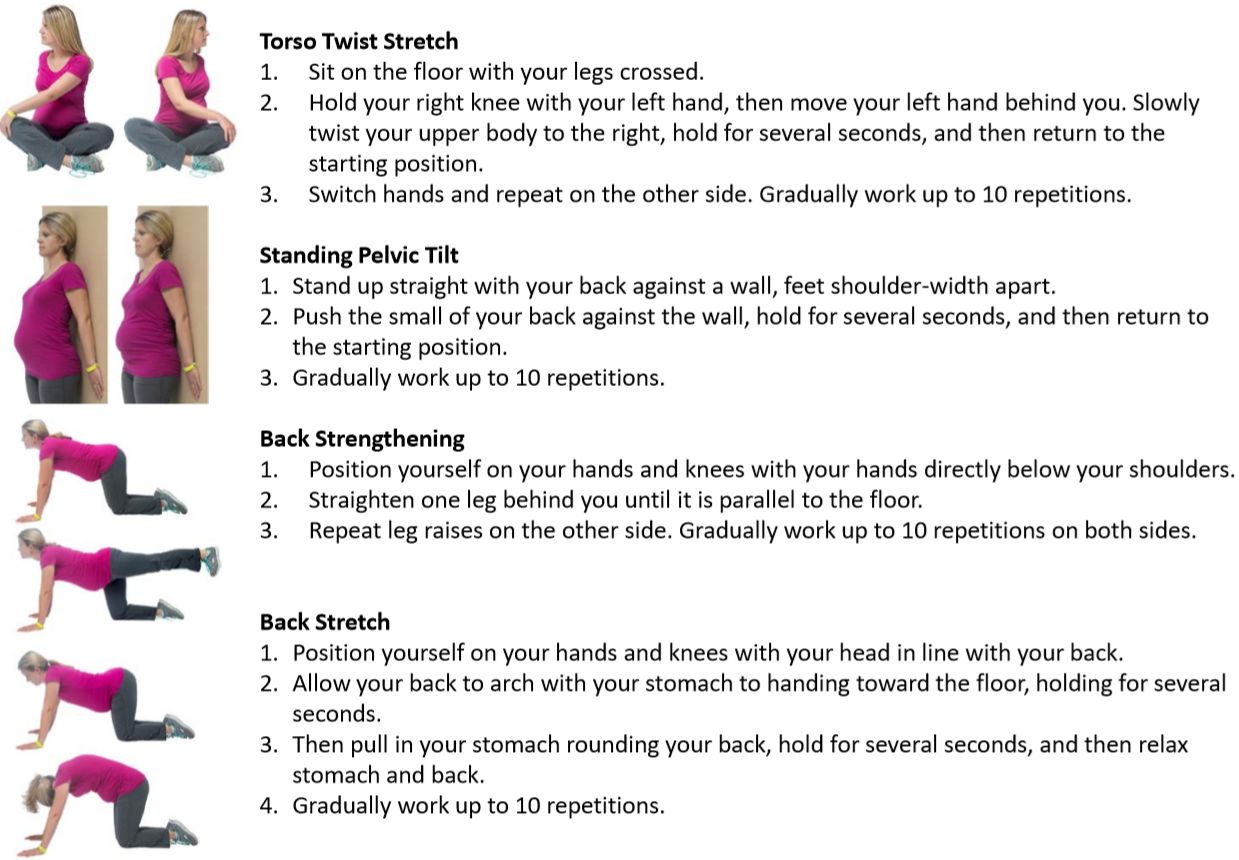 Torso Twist Stretch
1. Sit on the floor with your legs crossed.
2. Hold your right knee with your left hand, then move your left hand behind you. Slowly
twist your upper body to the right, hold for several seconds, and then return to the
starting position.
3. Switch hands and repeat on the other side. Gradually work up to 10 repetitions.
Standing Pelvic Tilt
1. Stand up straight with your back against a wall, feet shoulder-width apart.
2. Push the small of your back against the wall, hold for several seconds, and then return to
the starting position.
3. Gradually work up to 10 repetitions.
Back Strengthening
1. Position yourself on your hands and knees with your hands directly below your shoulders.
2. Straighten one leg behind you until it is parallel to the floor.
3. Repeat leg raises on the other side. Gradually work up to 10 repetitions on both sides.
Back Stretch
1. Position yourself on your hands and knees with your head in line with your back.
2. Allow your back to arch with your stomach to handing toward the floor, holding for several
seconds.
3. Then pull in your stomach rounding your back, hold for several seconds, and then relax
stomach and back.
4. Gradually work up to 10 repetitions.